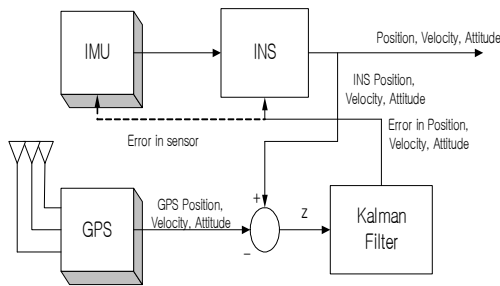 IMU
INS
Position, Velocity, Attitude
INS Position,
Velocity, Attitude
Error in sensor
Error in Position,
Velocity, Attitude
GPS
GPS Position,
Velocity, Attitude
+
−
Z
Kalman
Filter